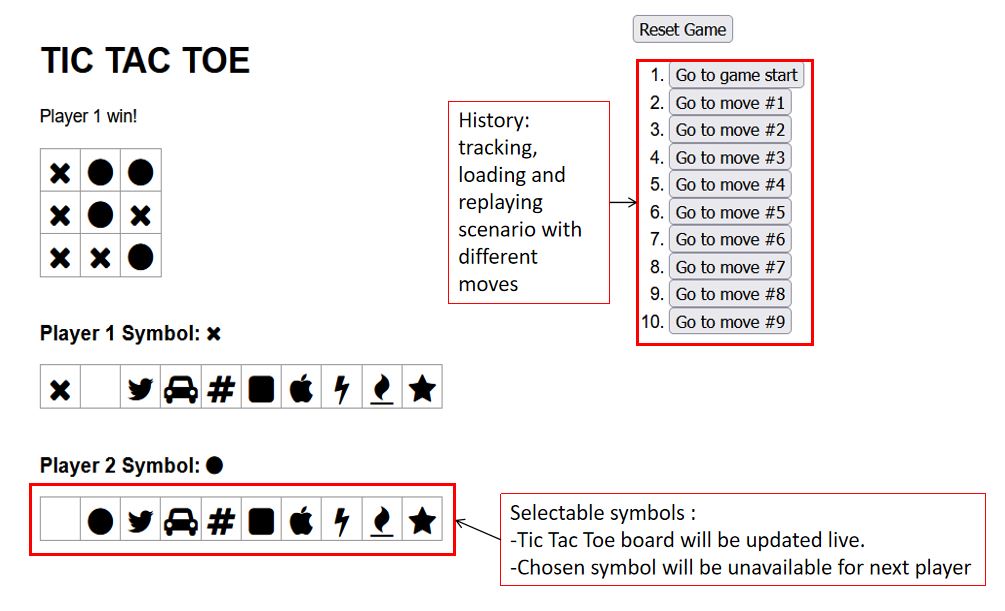 TIC TAC TOE
Player 1 win!
Player 1 Symbol:
Player 2 Symbol:
Reset Game
1. Go to game start
2. Go to move #1
3. Go to move #2
4. Go to move #3
5. Go to move #4
6. Go to move #5
7. Go to move #6
8. Go to move #7
9. Go to move #8
10. Go to move #9
History:
tracking,
loading and
replaying
scenario with
different
moves
Selectable symbols :
-Tic Tac Toe board will be updated live.
-Chosen symbol will be unavailable for next player